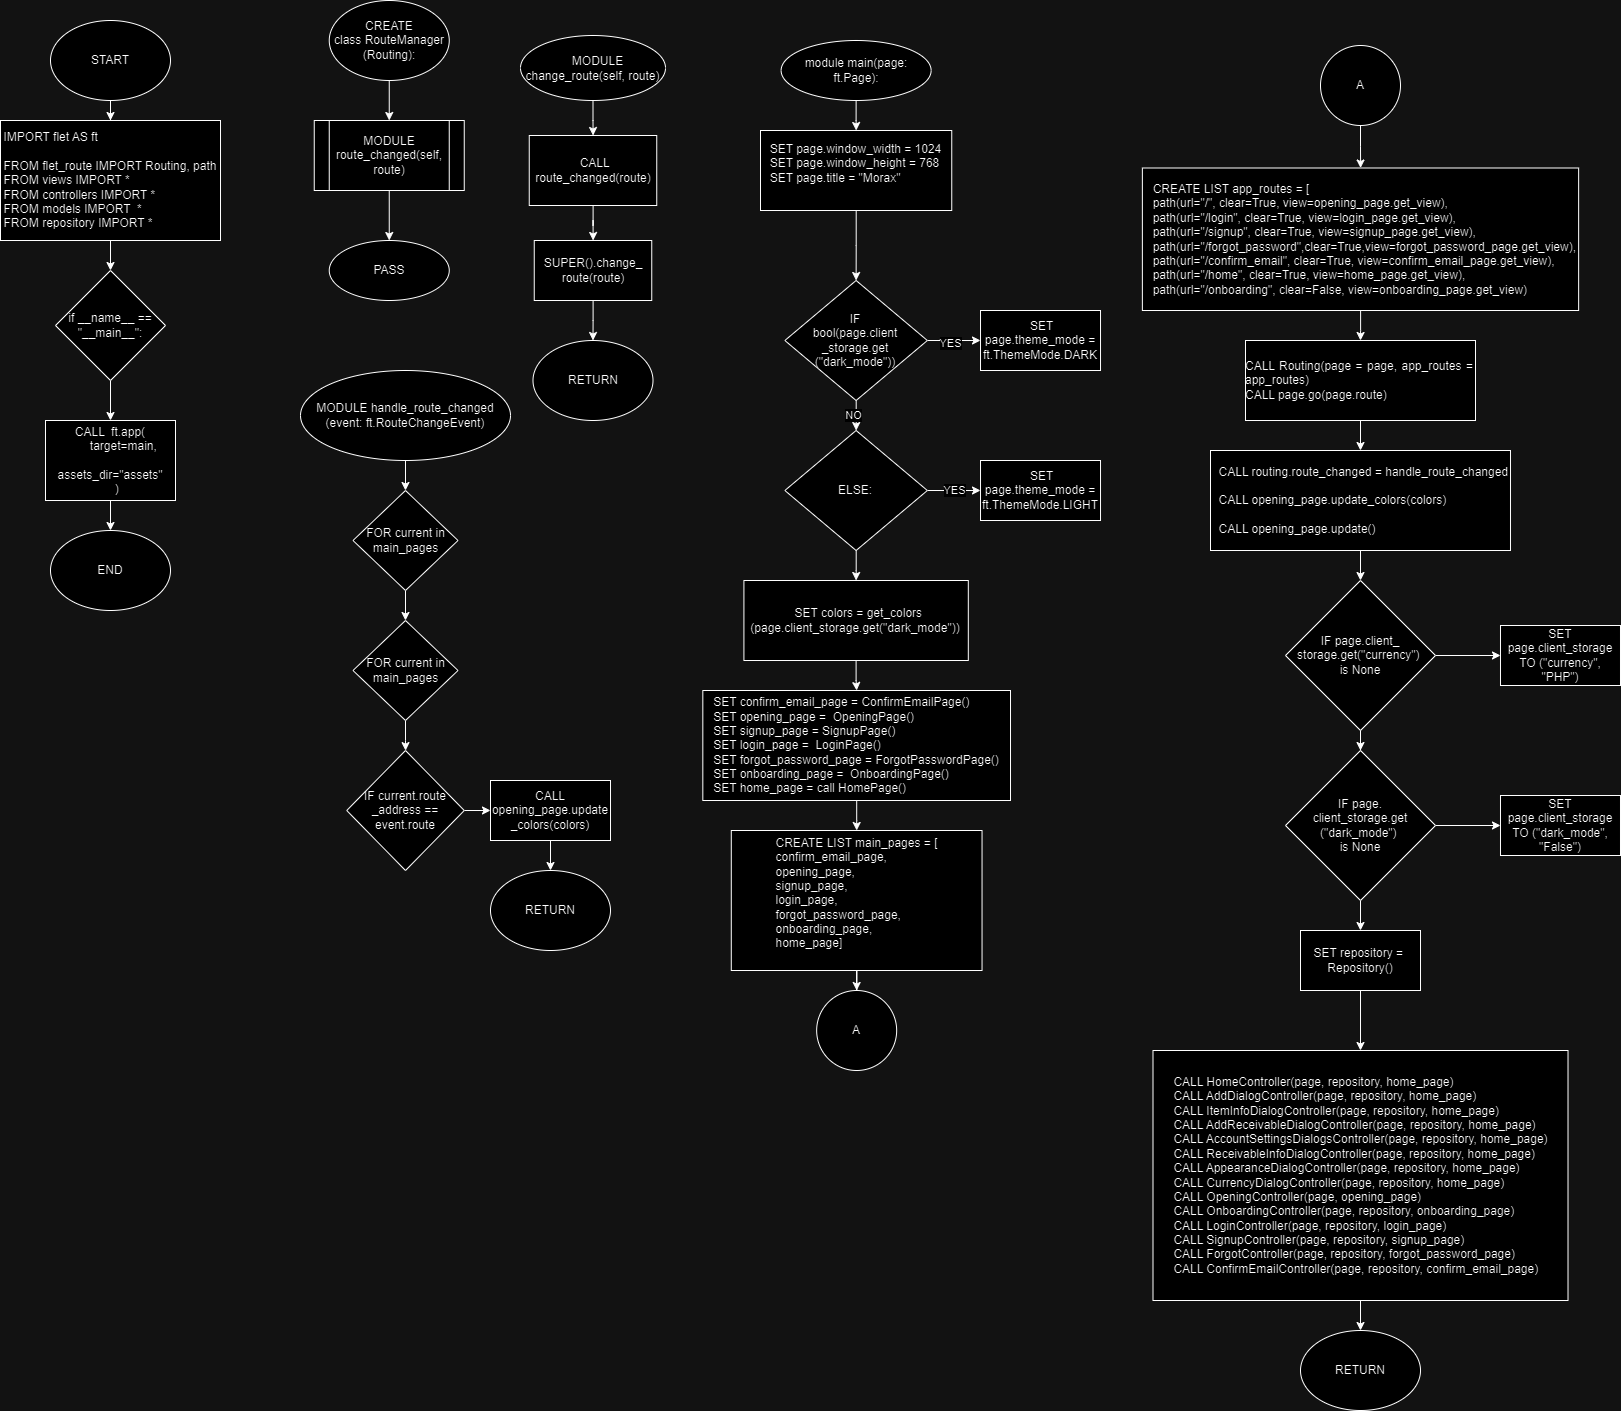 START
IMPORT flet AS ft
FROM flet_route IMPORT Routing, path
FROM views IMPORT *
FROM controllers IMPORT *
FROM models IMPORT  *
FROM repository IMPORT *
if __name__ ==
"__main__":
CALL  ft.app(
target=main,
assets_dir="assets"
)
END
CREATE
class RouteManager
(Routing):
MODULE
route_changed(self,
route)
PASS
MODULE
change_route(self, route)
CALL
route_changed(route)
SUPER().change_
route(route)
RETURN
MODULE handle_route_changed
(event: ft.RouteChangeEvent)
FOR current in
main_pages
FOR current in
main_pages
IF current.route
_address ==
event.route
CALL
opening_page.update
_colors(colors)
RETURN
module main(page:
ft.Page):
SET page.window_width = 1024
SET page.window_height = 768
SET page.title = "Morax"
IF
bool(page.client
_storage.get
("dark_mode"))
YES
SET
page.theme_mode =
ft.ThemeMode.DARK
NO
ELSE:
YES
SET
page.theme_mode =
ft.ThemeMode.LIGHT
SET colors = get_colors
(page.client_storage.get("dark_mode"))
SET confirm_email_page = ConfirmEmailPage()
SET opening_page =  OpeningPage()
SET signup_page = SignupPage()
SET login_page =  LoginPage()
SET forgot_password_page = ForgotPasswordPage()
SET onboarding_page =  OnboardingPage()
SET home_page = call HomePage()
CREATE LIST main_pages = [
confirm_email_page,
opening_page,
signup_page,
login_page,
forgot_password_page,
onboarding_page,
home_page]
A
A
CREATE LIST app_routes = [
path(url="/", clear=True, view=opening_page.get_view),
path(url="/login", clear=True, view=login_page.get_view),
path(url="/signup", clear=True, view=signup_page.get_view),
path(url="/forgot_password",clear=True,view=forgot_password_page.get_view),
path(url="/confirm_email", clear=True, view=confirm_email_page.get_view),
path(url="/home", clear=True, view=home_page.get_view),
path(url="/onboarding", clear=False, view=onboarding_page.get_view)
CALL Routing(page = page, app_routes =
app_routes)
CALL page.go(page.route)
CALL routing.route_changed = handle_route_changed
CALL opening_page.update_colors(colors)
CALL opening_page.update()
IF page.client_
storage.get("currency")
is None
SET
page.client_storage
TO ("currency",
"PHP")
IF page.
client_storage.get
("dark_mode")
is None
SET
page.client_storage
TO ("dark_mode",
"False")
SET repository =
Repository()
CALL HomeController(page, repository, home_page)
CALL AddDialogController(page, repository, home_page)
CALL ItemInfoDialogController(page, repository, home_page)
CALL AddReceivableDialogController(page, repository, home_page)
CALL AccountSettingsDialogsController(page, repository, home_page)
CALL ReceivableInfoDialogController(page, repository, home_page)
CALL AppearanceDialogController(page, repository, home_page)
CALL CurrencyDialogController(page, repository, home_page)
CALL OpeningController(page, opening_page)
CALL OnboardingController(page, repository, onboarding_page)
CALL LoginController(page, repository, login_page)
CALL SignupController(page, repository, signup_page)
CALL ForgotController(page, repository, forgot_password_page)
CALL ConfirmEmailController(page, repository, confirm_email_page)
RETURN